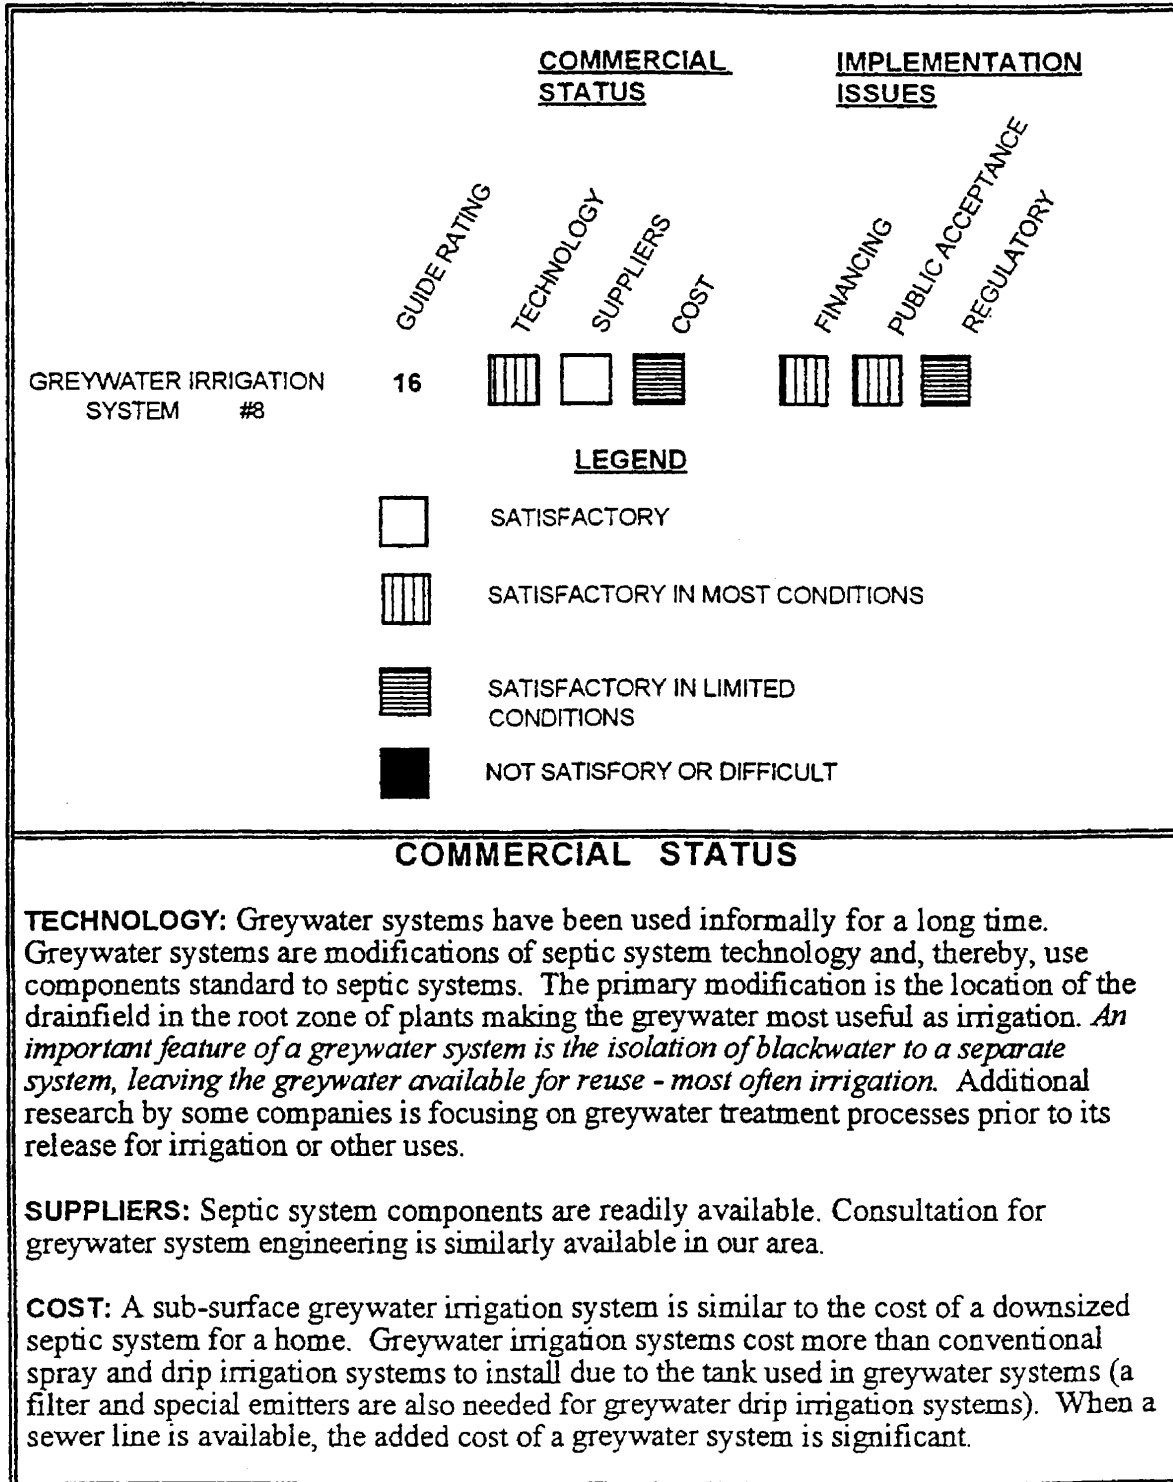 COMMERCIAL STATUS
IMPLEMENTATION ISSUES
GUIDE RATING
TECHNOLOGY
SUPPLIERS
COST
FINANCING
PUBLIC ACCEPTANCE
REGULATORY
GREYWATER IRRIGATION
SYSTEM #8
16
LEGEND
SATISFACTORY
SATISFACTORY IN MOST CONDITIONS
SATISFACTORY IN LIMITED
CONDITIONS
NOT SATISFORY OR DIFFICULT
COMMERCIAL STATUS
TECHNOLOGY: Greywater systems have been used informally for a long time.
Greywater systems are modifications of septic system technology and, thereby, use
components standard to septic systems. The primary modification is the location of the
drainfield in the root zone of plants making the greywater most useful as irrigation. An
important feature of a greywater system is the isolation of blackwater to a separate
system, leaving the greywater available for reuse - most often irrigation. Additional
research by some companies is focusing on greywater treatment processes prior to its
release for irrigation or other uses.
SUPPLIERS: Septic system components are readily available. Consultation for
greywater system engineering is similarly available in our area.
COST: A sub-surface greywater irrigation system is similar to the cost of a downsized
septic system for a home. Greywater irrigation systems cost more than conventional
spray and drip irrigation systems to install due to the tank used in greywater systems (a
filter and special emitters are also needed for greywater drip irrigation systems). When a
sewer line is available, the added cost of a greywater system is significant.